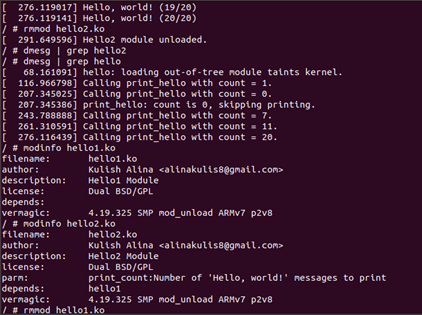 [  276.119017] Hello, world! (19/20)
[  276.119141] Hello, world! (20/20)
/ # rmmod hello2.ko
[  291.649596] Hello2 module unloaded.
/ # dmesg | grep hello2
/ # dmesg | grep hello
[   68.161091] hello: loading out-of-tree module taints kernel.
[  116.966798] Calling print_hello with count = 1.
[  207.345025] Calling print_hello with count = 0.
[  207.345386] print_hello: count is 0, skipping printing.
[  243.788888] Calling print_hello with count = 7.
[  261.310591] Calling print_hello with count = 11.
[  276.116439] Calling print_hello with count = 20.
/ # modinfo hello1.ko
filename:       hello1.ko
author:         Kulish Alina <alinakulis8@gmail.com>
description:    Hello1 Module
license:        Dual BSD/GPL
depends:
vermagic:       4.19.325 SMP mod_unload ARMv7 p2v8
/ # modinfo hello2.ko
filename:       hello2.ko
author:         Kulish Alina <alinakulis8@gmail.com>
description:    Hello2 Module
license:        Dual BSD/GPL
parm:           print_count:Number of 'Hello, world!' messages to print
depends:        hello1
vermagic:       4.19.325 SMP mod_unload ARMv7 p2v8
/ # rmmod hello1.ko